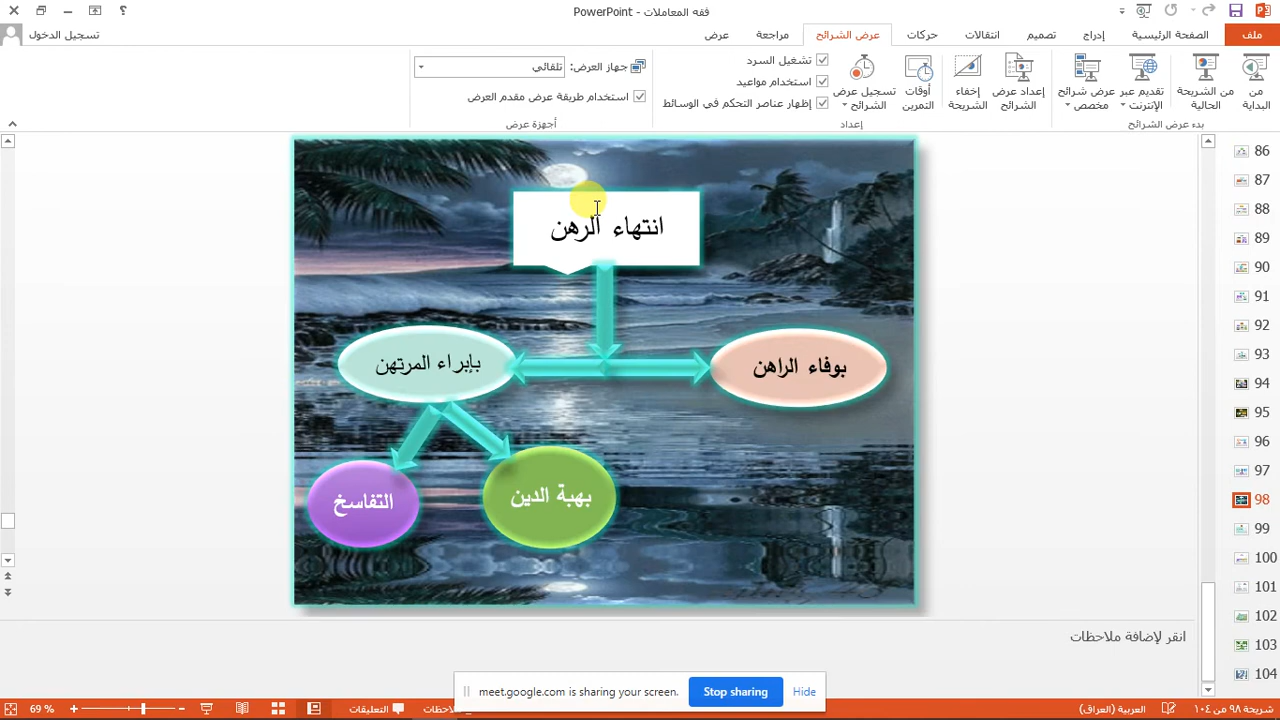 فقه المعاملات - PowerPoint
تسجيل الدخول
ملف
الصفحة الرئيسية
إدراج
تصميم
انتقالات
حركات
عرض الشرائح
مراجعة
عرض
من البداية
من الشريحة الحالية
تقديم عبر الإنترنت
عرض شرائح مخصص
بدء عرض الشرائح
إعداد عرض الشرائح
إخفاء الشريحة
أوقات التمرين
تسجيل عرض الشرائح
تشغيل السرد
استخدام مواعيد
إظهار عناصر التحكم في الوسائط
إعداد
جهاز العرض:
تلقائي
استخدام طريقة عرض مقدم العرض
أجهزة عرض
انتهاء الرهن
بوفاء الراهن
بإبراء المرتهن
بهبة الدين
التفاسخ
86
87
88
89
90
91
92
93
94
95
96
97
98
99
100
101
102
103
104
انقر لإضافة ملاحظات
meet.google.com is sharing your screen.
Stop sharing
Hide
شريحة ٩٨ من ١٠٤
العربية (العراق)
التعليقات
69 %